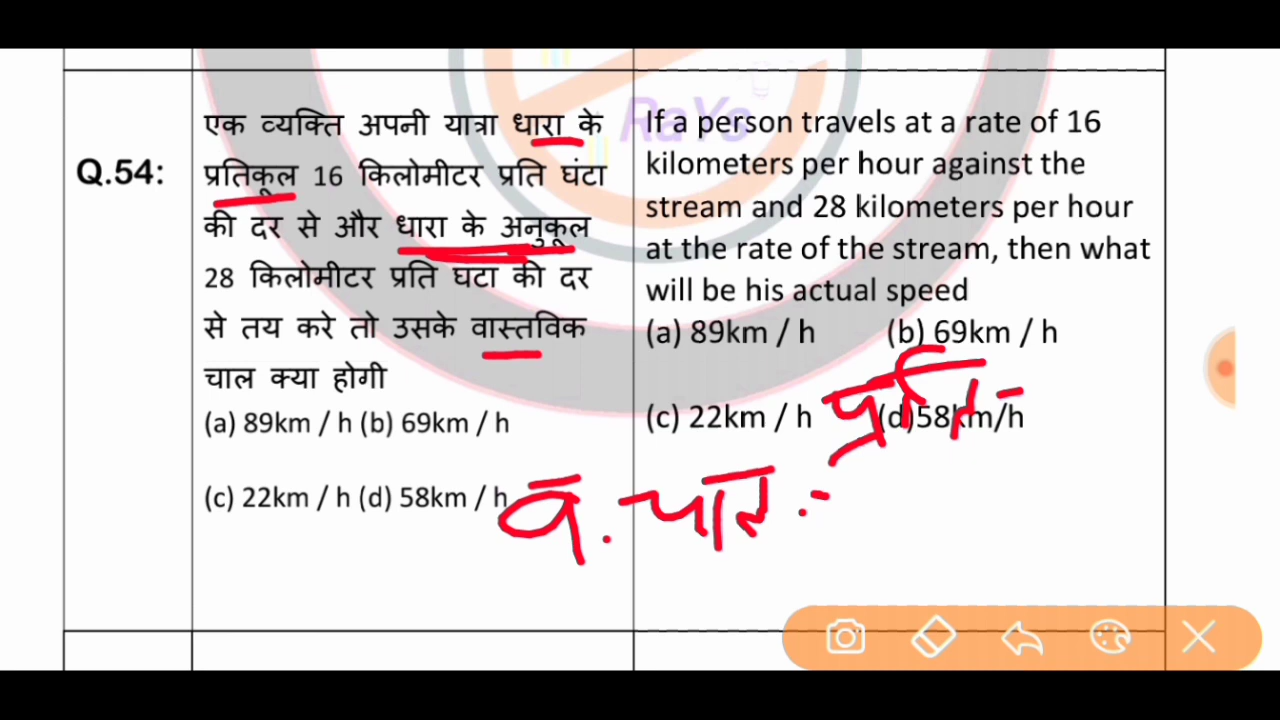 Q.54:
एक व्यक्ति अपनी यात्रा धारा के
प्रतिकूल 16 किलोमीटर प्रति घंटा
की दर से और धारा के अनुकूल
28 किलोमीटर प्रति घंटा की दर
से तय करे तो उसके वास्तविक
चाल क्या होगी
(a) 89km / h (b) 69km / h
(c) 22km / h (d) 58km / h
RaYs
If a person travels at a rate of 16
kilometers per hour against the
stream and 28 kilometers per hour
at the rate of the stream, then what
will be his actual speed
(a) 89km / h (b) 69km / h
(c) 22km / h (d)58km/h
प्रति-
व. चाल :-